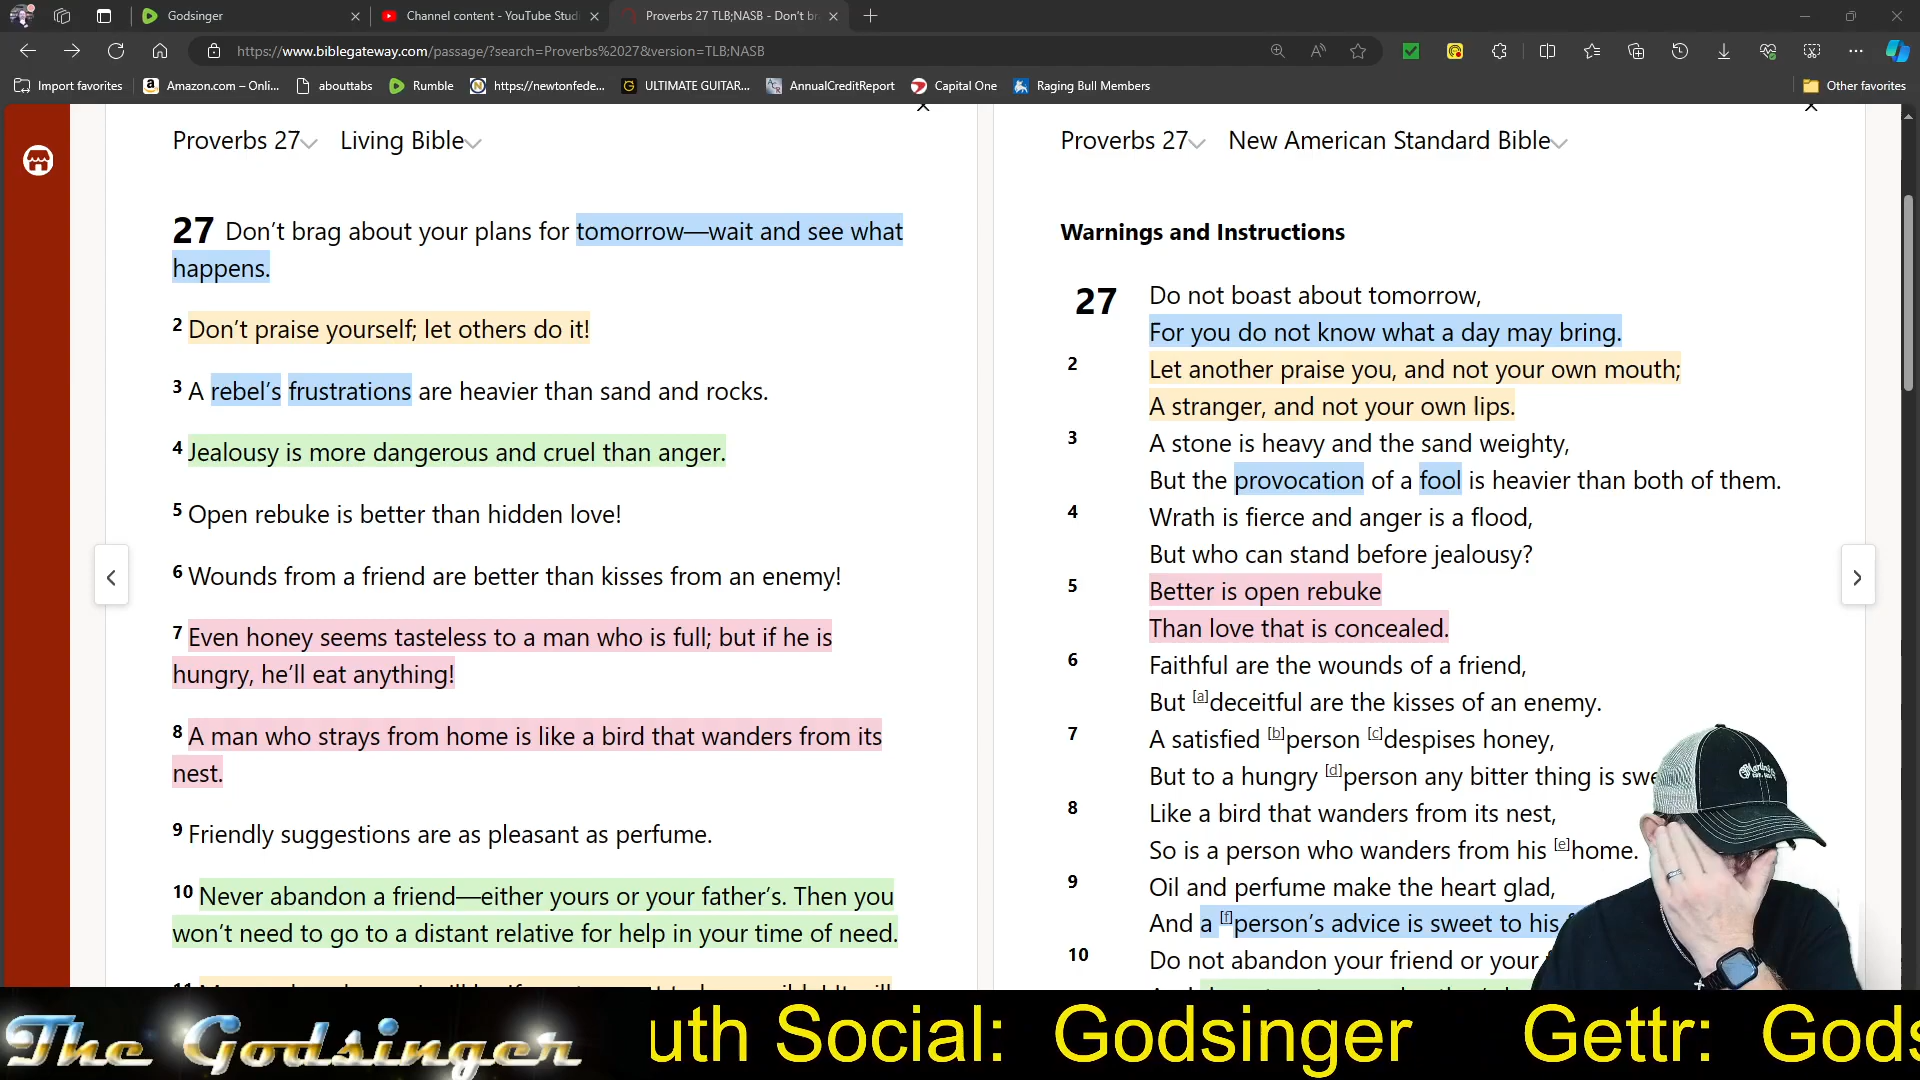 Godsinger
Channel content - YouTube Stud
Proverbs 27 TLB;NASB - Don't br
https://www.biblegateway.com/passage/?search=Proverbs%2027&version=TLB;NASB
Import favorites
Amazon.com – Onli...
abouttabs
Rumble
https://newtonfede...
ULTIMATE GUITAR...
AnnualCreditReport
Capital One
Raging Bull Members
Other favorites
Proverbs 27 Living Bible
27 Don't brag about your plans for tomorrow—wait and see what
happens.
2 Don't praise yourself; let others do it!
3 A rebel's frustrations are heavier than sand and rocks.
4 Jealousy is more dangerous and cruel than anger.
5 Open rebuke is better than hidden love!
6 Wounds from a friend are better than kisses from an enemy!
7 Even honey seems tasteless to a man who is full; but if he is
hungry, he'll eat anything!
8 A man who strays from home is like a bird that wanders from its
nest.
9 Friendly suggestions are as pleasant as perfume.
10 Never abandon a friend—either yours or your father's. Then you
won't need to go to a distant relative for help in your time of need.
Proverbs 27 New American Standard Bible
Warnings and Instructions
27 Do not boast about tomorrow,
For you do not know what a day may bring.
2 Let another praise you, and not your own mouth;
A stranger, and not your own lips.
3 A stone is heavy and the sand weighty,
But the provocation of a fool is heavier than both of them.
4 Wrath is fierce and anger is a flood,
But who can stand before jealousy?
5 Better is open rebuke
Than love that is concealed.
6 Faithful are the wounds of a friend,
But [a]deceitful are the kisses of an enemy.
7 A satisfied [b]person [c]despises honey,
But to a hungry [d]person any bitter thing is swe
8 Like a bird that wanders from its nest,
So is a person who wanders from his [e]home.
9 Oil and perfume make the heart glad,
And a [f]person's advice is sweet to his
10 Do not abandon your friend or your
The Godsinger
uth Social: Godsinger Gettr: Gods